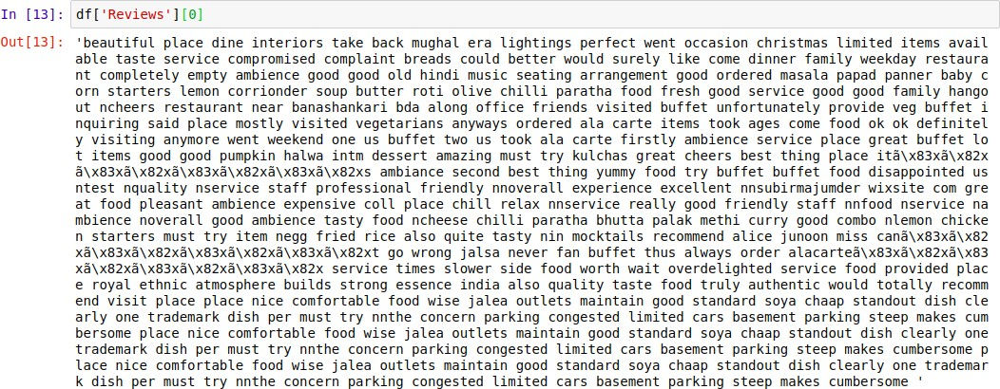 In [13]: df['Reviews'][0]
Out[13]: 'beautiful place dine interiors take back mughal era lightings perfect went occasion christmas limited items avail
able taste service compromised complaint breads could better would surely like come dinner family weekday restaura
nt completely empty ambience good good old hindi music seating arrangement good ordered masala papad panner baby c
orn starters lemon corrionder soup butter roti olive chilli paratha food fresh good service good good family hango
ut ncheers restaurant near banashankari bda along office friends visited buffet unfortunately provide veg buffet i
nquiring said place mostly visited vegetarians anyways ordered ala carte items took ages come food ok ok definitel
y visiting anymore went weekend one us buffet two us took ala carte firstly ambience service place great buffet lo
t items good good pumpkin halwa intm dessert amazing must try kulchas great cheers best thing place itã\x83xã\x82x
ã\x83xã\x82xã\x83xã\x82xã\x83xã\x82xs ambiance second best thing yummy food try buffet buffet food disappointed us
ntest nquality nservice staff professional friendly nnoverall experience excellent nnsubirmajumder wixsite com gre
at food pleasant ambience expensive coll place chill relax nnservice really good friendly staff nnfood nservice na
mbience noverall good ambience tasty food ncheese chilli paratha bhutta palak methi curry good combo nlemon chicke
n starters must try item negg fried rice also quite tasty nin mocktails recommend alice junoon miss canã\x83xã\x82
xã\x83xã\x82xã\x83xã\x82xã\x83xã\x82xt go wrong jalsa never fan buffet thus always order alacarteã\x83xã\x82xã\x83
xã\x82xã\x83xã\x82xã\x83xã\x82x service times slower side food worth wait overdelighted service food provided plac
e royal ethnic atmosphere builds strong essence india also quality taste food truly authentic would totally recomm
end visit place place nice comfortable food wise jalea outlets maintain good standard soya chaap standout dish cle
arly one trademark dish per must try nnthe concern parking congested limited cars basement parking steep makes cum
bersome place nice comfortable food wise jalea outlets maintain good standard soya chaap standout dish clearly one
trademark dish per must try nnthe concern parking congested limited cars basement parking steep makes cumbersome p
lace nice comfortable food wise jalea outlets maintain good standard soya chaap standout dish clearly one trademar
k dish per must try nnthe concern parking congested limited cars basement parking steep makes cumbersome '